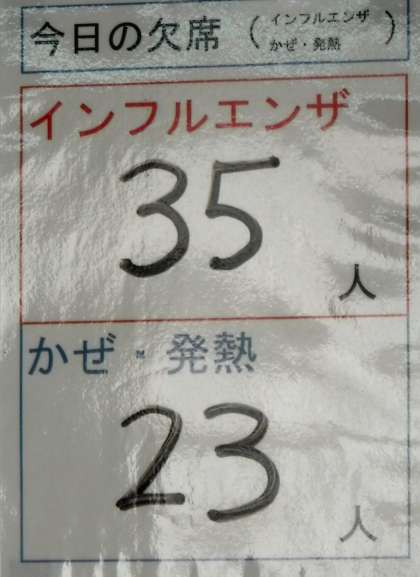 今日の欠席（インフルエンザ
かぜ・発熱）
インフルエンザ
35
人
かぜ・発熱
23
人